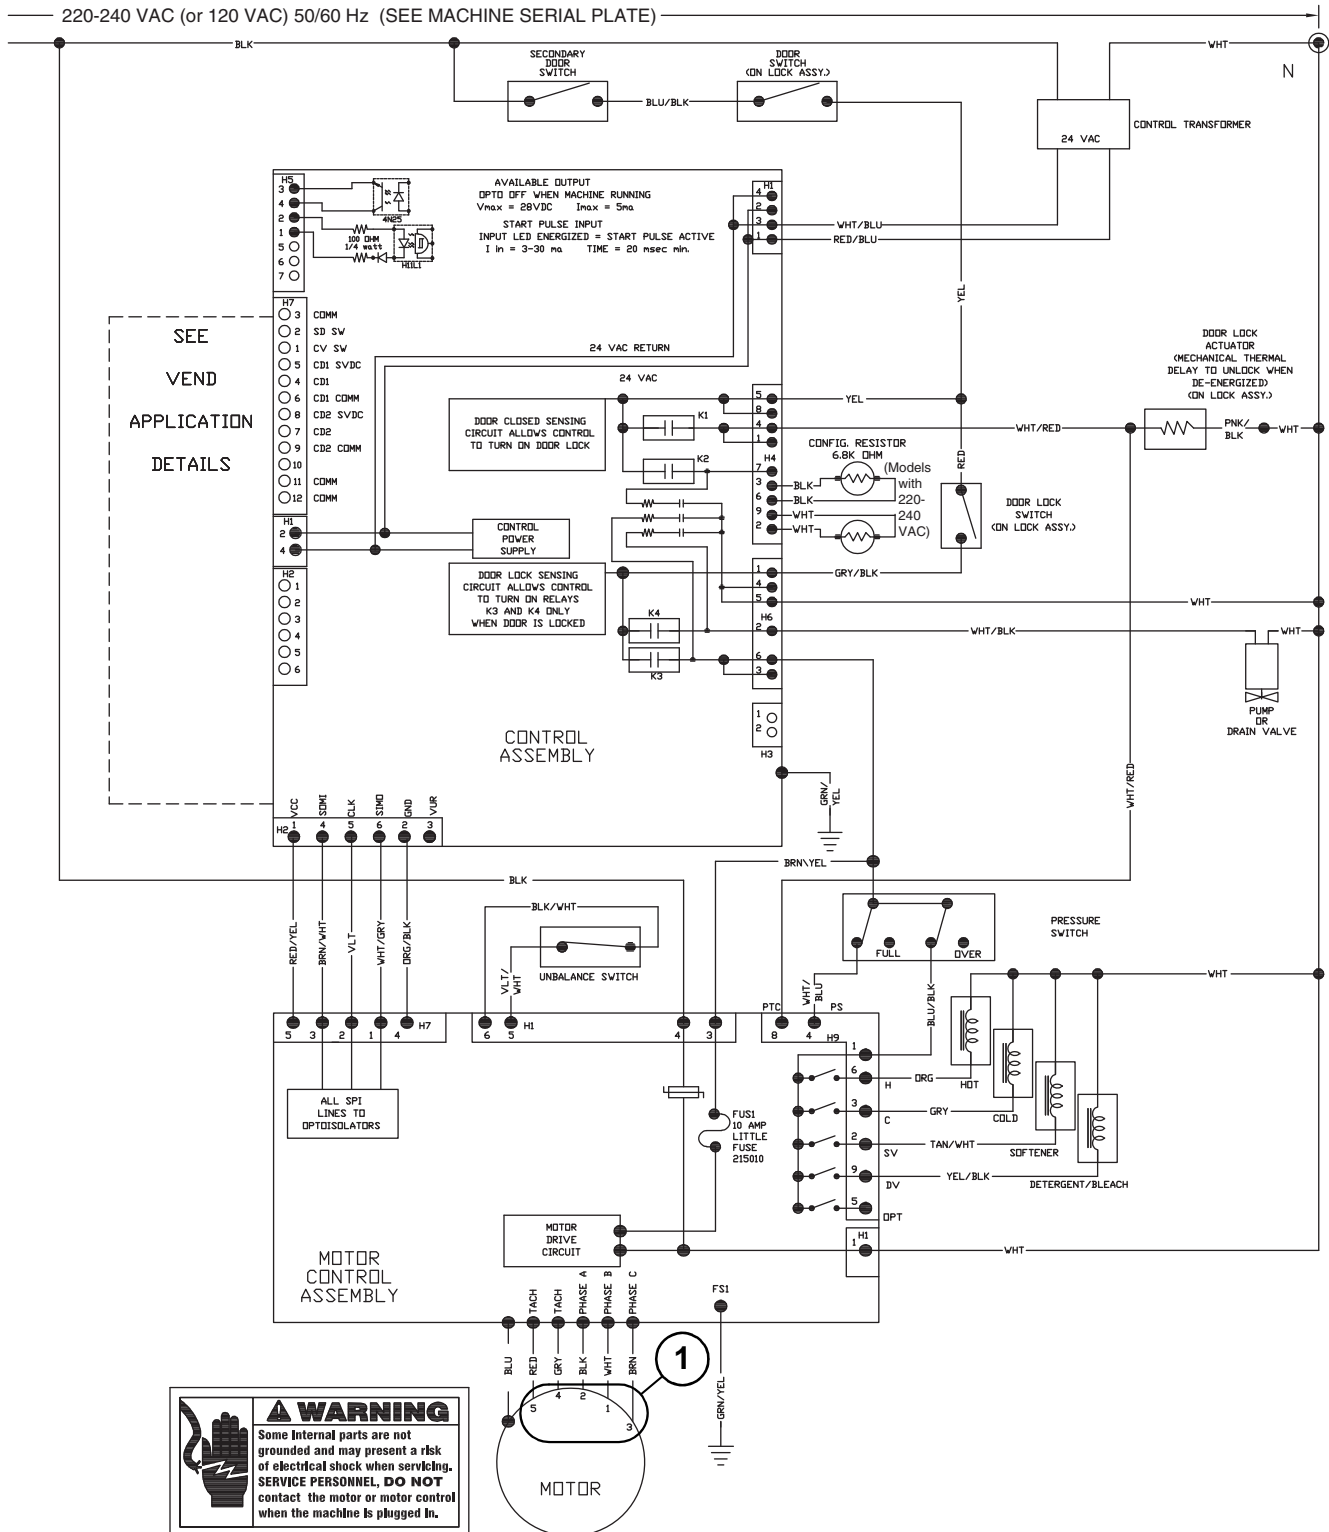 220-240 VAC (or 120 VAC) 50/60 Hz (SEE MACHINE SERIAL PLATE)
BLK
WHT
N
SECONDARY
DOOR
SWITCH
DOOR
SWITCH
(ON LOCK ASSY.)
BLU/BLK
24 VAC
CONTROL TRANSFORMER
H5
3
4
2
1
5
6
7
4N25
100 OHM
1/4 watt
H11L1
AVAILABLE OUTPUT
OPTO OFF WHEN MACHINE RUNNING
Vmax = 28VDC Imax = 5ma
START PULSE INPUT
INPUT LED ENERGIZED = START PULSE ACTIVE
I in = 3-30 ma TIME = 20 msec min.
H1
4
2
3
1
WHT/BLU
RED/BLU
YEL
SEE
VEND
APPLICATION
DETAILS
H7
3 COMM
2 SD SW
1 CV SW
5 CD1 5VDC
4 CD1
6 CD1 COMM
8 CD2 5VDC
7 CD2
9 CD2 COMM
10
11 COMM
12 COMM
24 VAC RETURN
24 VAC
DOOR LOCK
ACTUATOR
(MECHANICAL THERMAL
DELAY TO UNLOCK WHEN
DE-ENERGIZED)
(ON LOCK ASSY.)
DOOR CLOSED SENSING
CIRCUIT ALLOWS CONTROL
TO TURN ON DOOR LOCK
K1
K2
5
8
4
1
H4
7
3
6
9
2
YEL
WHT/RED
PNK/
BLK
WHT
CONFIG. RESISTOR
6.8K OHM
BLK
BLK
WHT
WHT
(Models
with
220-
240
VAC)
RED
DOOR LOCK
SWITCH
(ON LOCK ASSY.)
H1
2
4
CONTROL
POWER
SUPPLY
H2
1
2
3
4
5
6
DOOR LOCK SENSING
CIRCUIT ALLOWS CONTROL
TO TURN ON RELAYS
K3 AND K4 ONLY
WHEN DOOR IS LOCKED
K4
K3
1
4
5
H6
2
6
3
GRY/BLK
WHT
WHT/BLK
WHT
PUMP
OR
DRAIN VALVE
1
2
H3
CONTROL
ASSEMBLY
GRN/
YEL
WHT/RED
VCC
SOMI
CLK
SIMO
GND
VUR
H2
1
4
5
6
2
3
BRN\YEL
BLK
BLK/WHT
RED/YEL
BRN/WHT
VLT
WHT/GRY
ORG/BLK
VLT/
WHT
UNBALANCE SWITCH
FULL
OVER
PRESSURE
SWITCH
WHT/
BLU
BLU/BLK
WHT
5
3
2
1
4
H7
6
5
H1
4
3
PTC
PS
8
4
H9
ALL SPI
LINES TO
OPTOISOLATORS
FUS1
10 AMP
LITTLE
FUSE
215010
1
6
H
ORG
HOT
3
C
GRY
COLD
2
SV
TAN/WHT
SOFTENER
9
DV
YEL/BLK
DETERGENT/BLEACH
5
OPT
H1
1
WHT
MOTOR
DRIVE
CIRCUIT
MOTOR
CONTROL
ASSEMBLY
TACH
TACH
PHASE A
PHASE B
PHASE C
FS1
BLU
RED
GRY
BLK
WHT
BRN
1
GRN/YEL
5
4
2
1
3
MOTOR
WARNING
Some internal parts are not
grounded and may present a risk
of electrical shock when servicing.
SERVICE PERSONNEL, DO NOT
contact the motor or motor control
when the machine is plugged in.